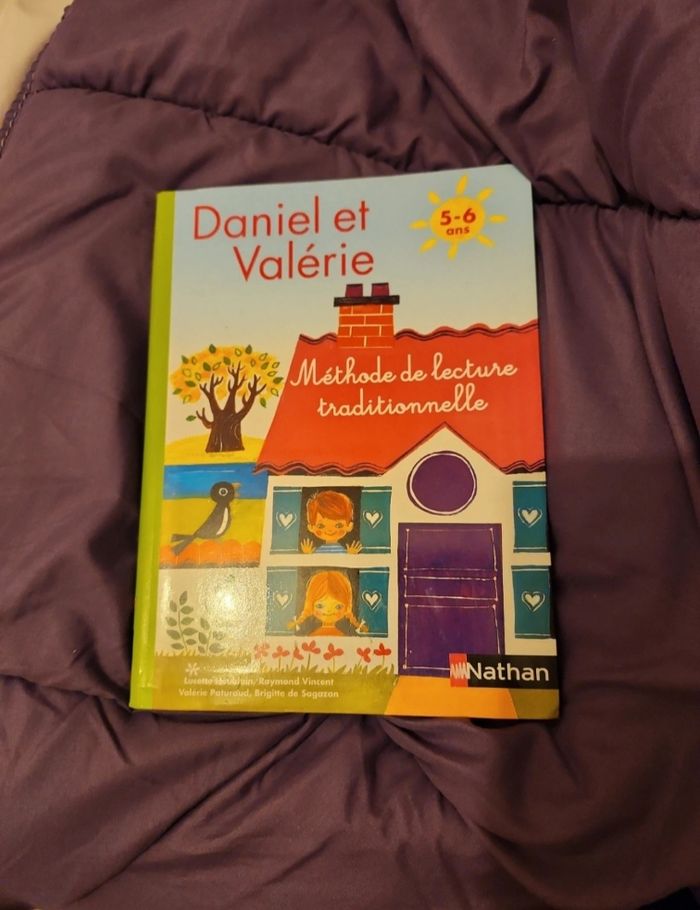 Daniel et
Valérie
5-6
ans
Méthode de lecture
traditionnelle
Raymond Vincent
Valérie Paturaud, Brigitte de Sagazan
Nathan